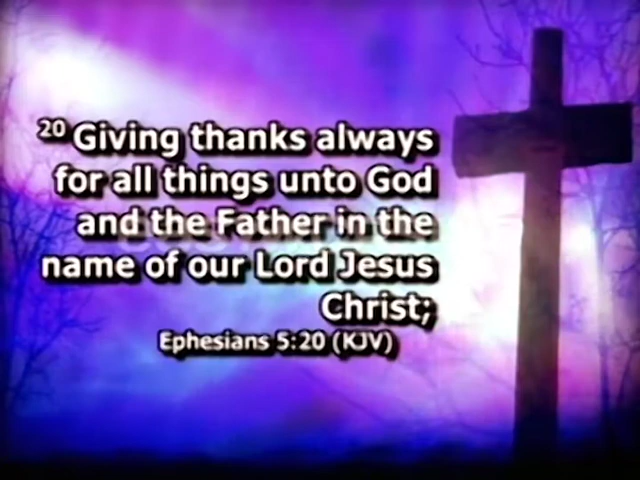 20 Giving thanks always
for all things unto God
and the Father in the
name of our Lord Jesus
Christ;
Ephesians 5:20 (KJV)